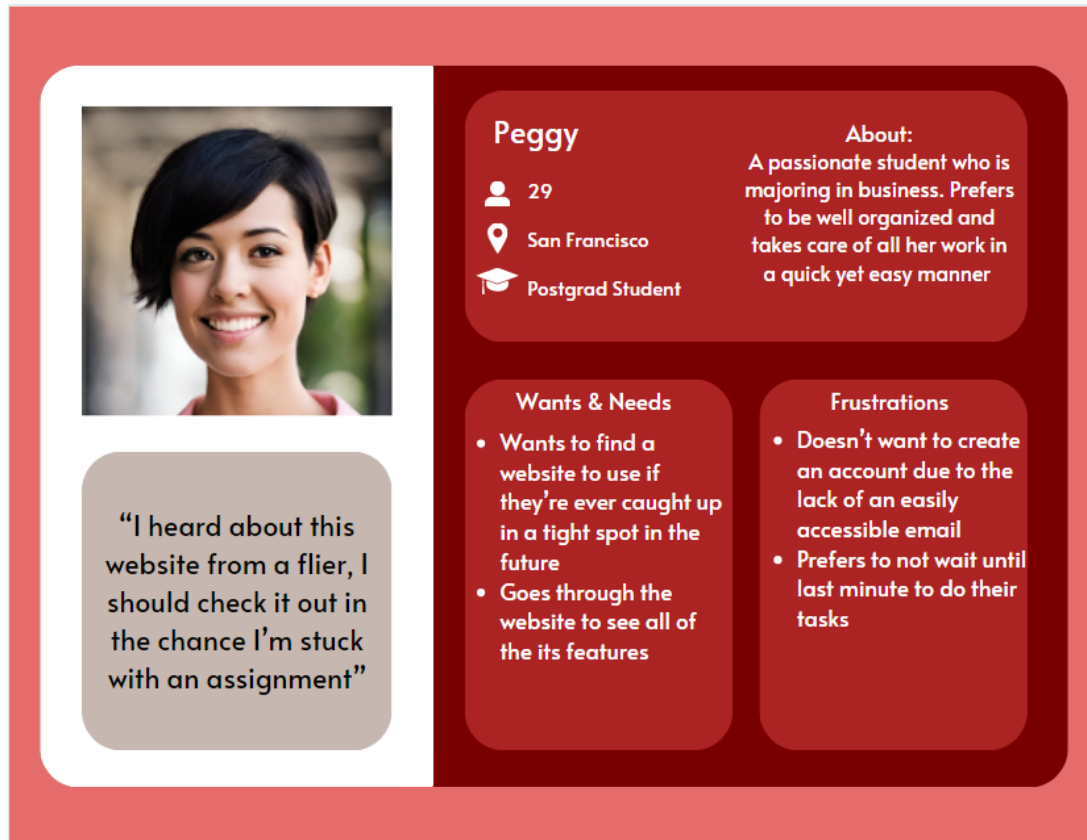 Peggy
29
San Francisco
Postgrad Student
About:
A passionate student who is
majoring in business. Prefers
to be well organized and
takes care of all her work in
a quick yet easy manner
“I heard about this
website from a flier, I
should check it out in
the chance I’m stuck
with an assignment”
Wants & Needs
• Wants to find a
website to use if
they’re ever caught up
in a tight spot in the
future
• Goes through the
website to see all of
the its features
Frustrations
• Doesn’t want to create
an account due to the
lack of an easily
accessible email
• Prefers to not wait until
last minute to do their
tasks